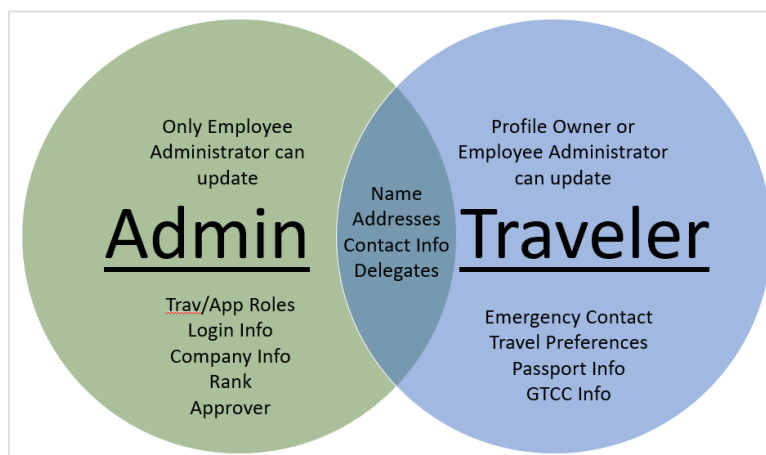 Only Employee
Administrator can
update
Admin
Trav/App Roles
Login Info
Company Info
Rank
Approver
Name
Addresses
Contact Info
Delegates
Profile Owner or
Employee Administrator
can update
Traveler
Emergency Contact
Travel Preferences
Passport Info
GTCC Info